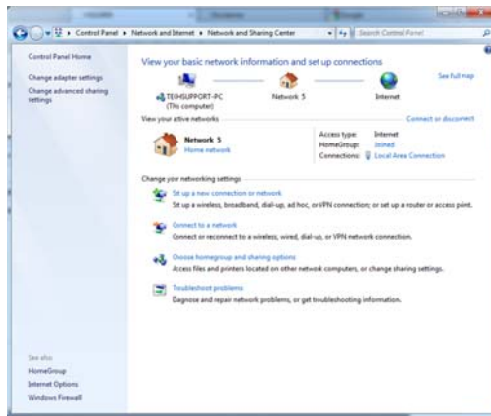 Control Panel ▸ Network and Internet ▸ Network and Sharing Center
Search Control Panel
Control Panel Home
Change adapter settings
Change advanced sharing
settings
View your basic network information and set up connections
See full map
TEIHSUPPORT-PC
(This computer)
Network 5
Internet
View your ative networks
Connect or disconnect
Network 5
Home network
Access type: Internet
HomeGroup: Joined
Connections: Local Area Connection
Change yor networking settings
St up a new connection or network
St up a wireless, broadband, dial-up, ad hoc, or VPN connection; or set up a router or access point.
Connect to a network
Connect or reconnect to a wireless, wired, dial-up, or VPN network connection.
Choose homegroup and sharing options
Access files and printers located on other network computers, or change sharing settings.
Troubleshoot problems
Diagnose and repair network problems, or get troubleshooting information.
See also
HomeGroup
Internet Options
Windows Firewall